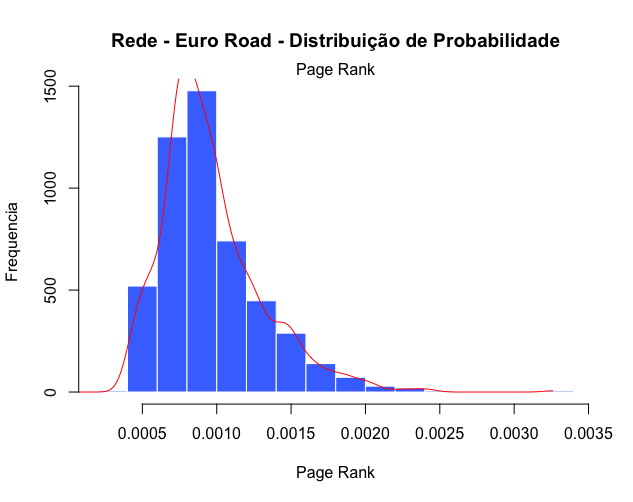 Rede - Euro Road - Distribuição de Probabilidade
Page Rank
Frequencia
1500
1000
500
0
0.0005 0.0010 0.0015 0.0020 0.0025 0.0030 0.0035
Page Rank